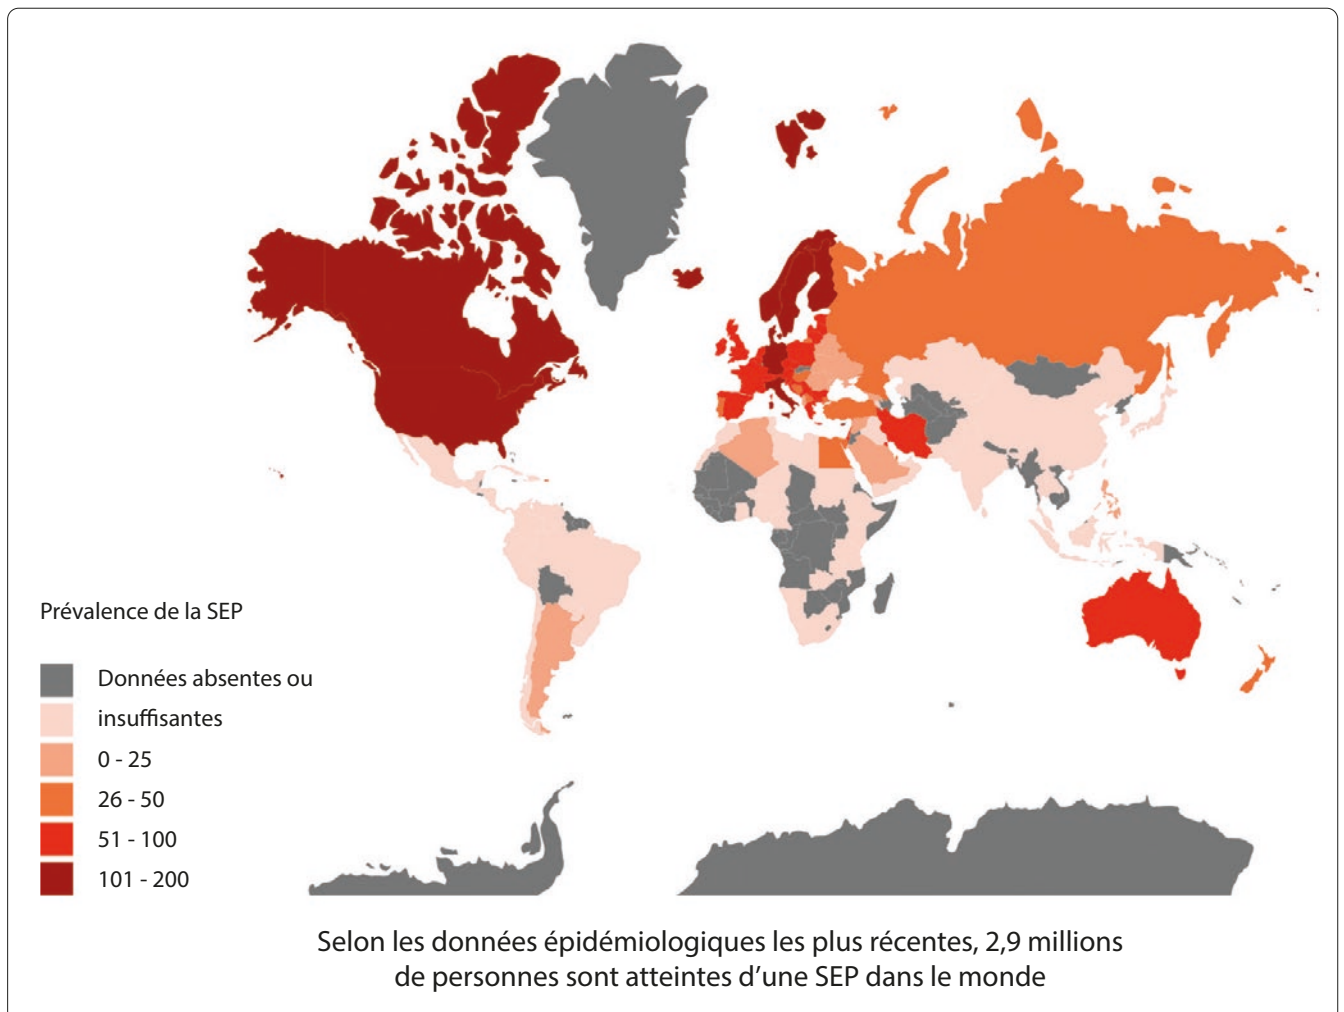 Prévalence de la SEP
Données absentes ou
insuffisantes
0 - 25
26 - 50
51 - 100
101 - 200
Selon les données épidémiologiques les plus récentes, 2,9 millions
de personnes sont atteintes d’une SEP dans le monde